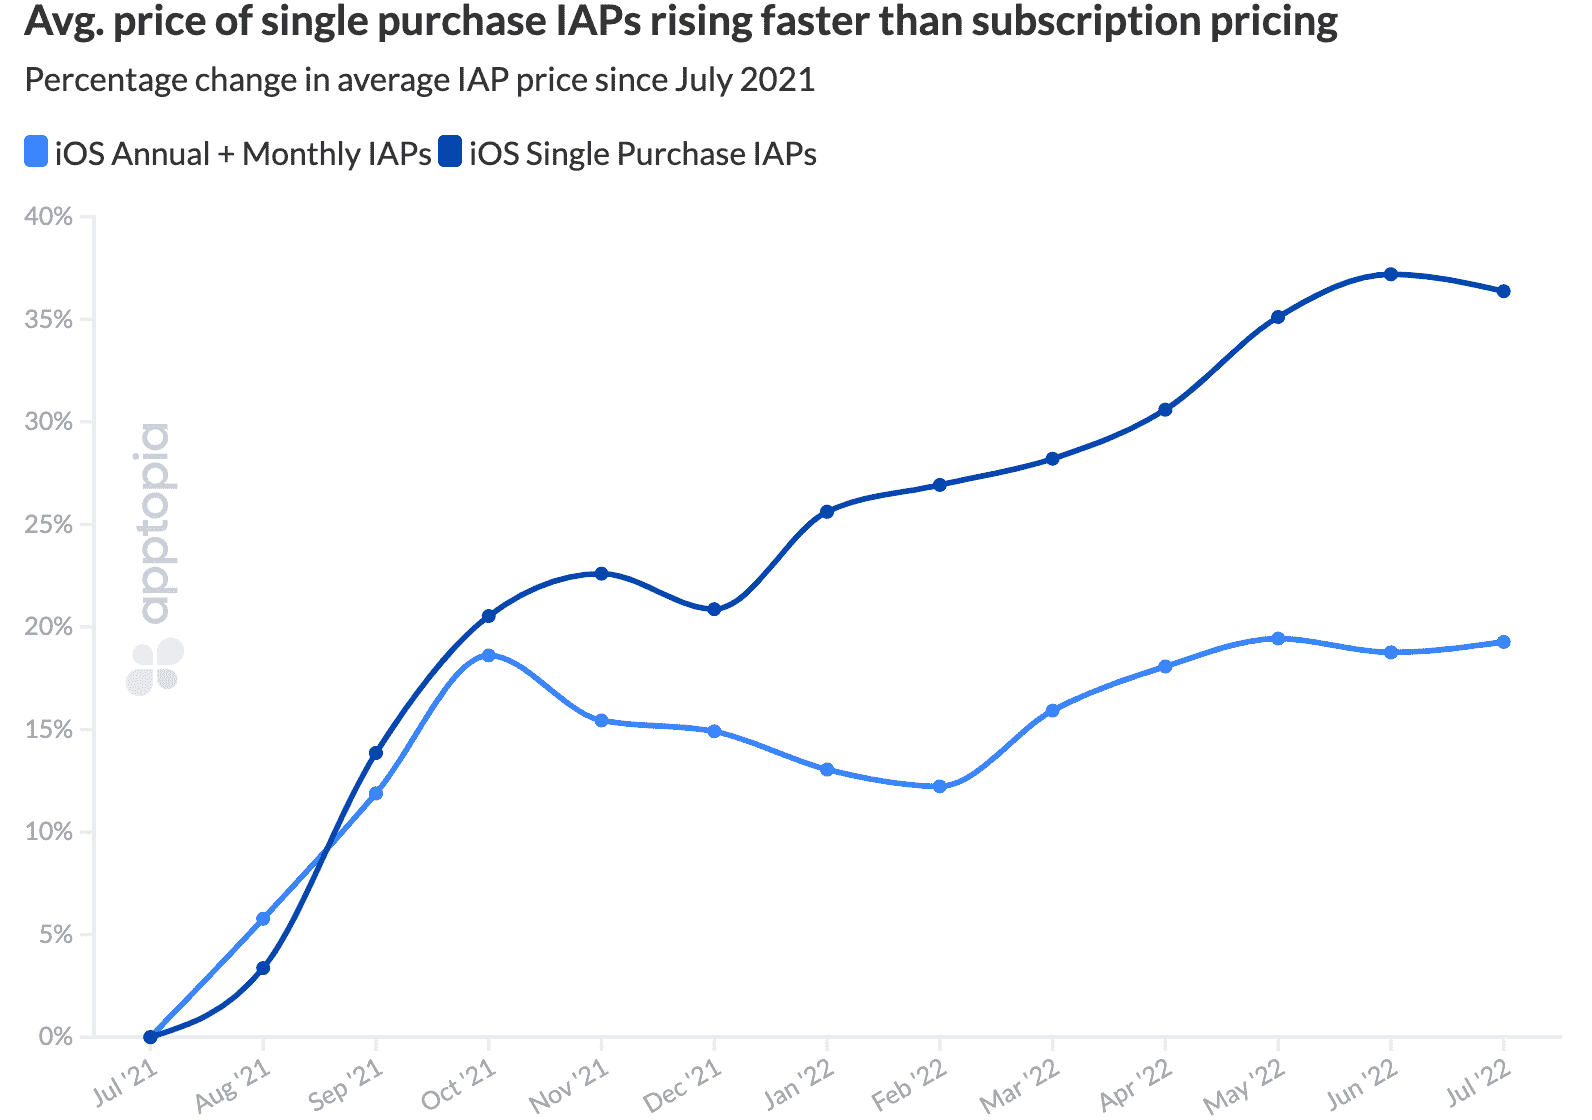 Avg. price of single purchase IAPs rising faster than subscription pricing
Percentage change in average IAP price since July 2021
iOS Annual + Monthly IAPs iOS Single Purchase IAPs
40%
35%
30%
25%
20%
15%
10%
5%
0%
apptopia
Jul '21 Aug '21 Sep '21 Oct '21 Nov '21 Dec '21 Jan '22 Feb '22 Mar '22 Apr '22 May '22 Jun '22 Jul '22